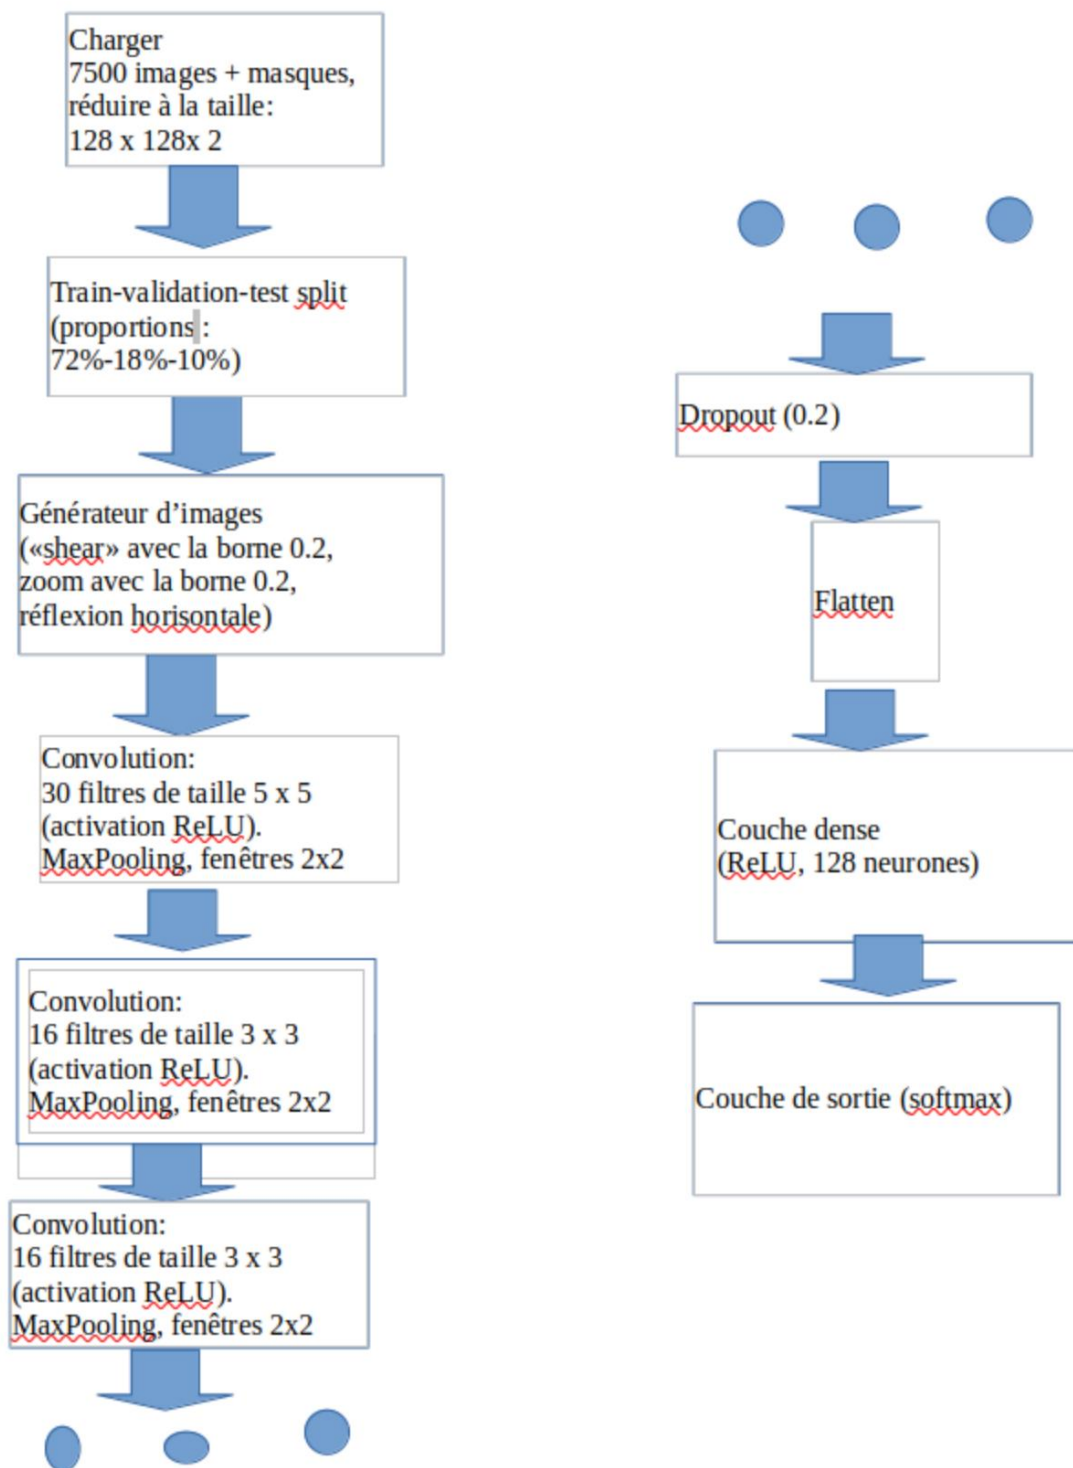 Charger
7500 images + masques,
réduire à la taille:
128 x 128x 2
Train-validation-test split
(proportions :
72%-18%-10%)
Générateur d’images
(«shear» avec la borne 0.2,
zoom avec la borne 0.2,
réflexion horisontale)
Convolution:
30 filtres de taille 5 x 5
(activation ReLU).
MaxPooling, fenêtres 2x2
Convolution:
16 filtres de taille 3 x 3
(activation ReLU).
MaxPooling, fenêtres 2x2
Convolution:
16 filtres de taille 3 x 3
(activation ReLU).
MaxPooling, fenêtres 2x2
Dropout (0.2)
Flatten
Couche dense
(ReLU, 128 neurones)
Couche de sortie (softmax)